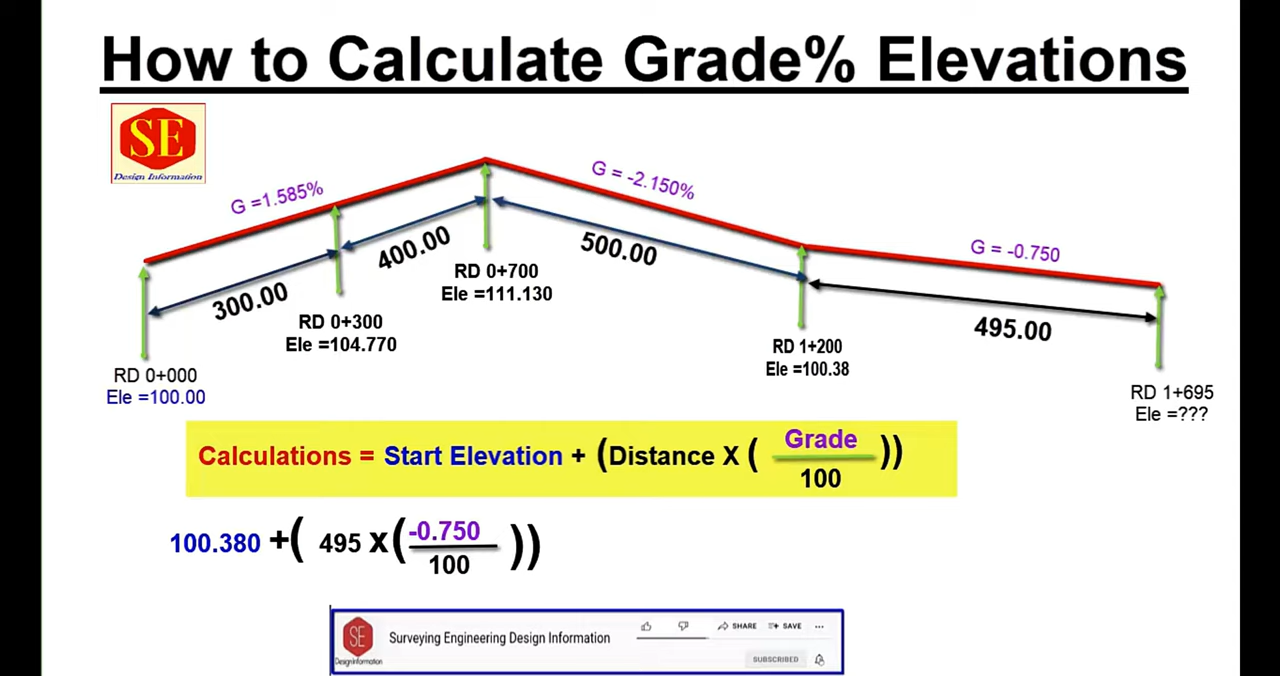 How to Calculate Grade% Elevations
SE
Design Information
G =1.585%
G = -2.150%
G = -0.750
300.00
400.00
500.00
495.00
RD 0+000
Ele =100.00
RD 0+300
Ele =104.770
RD 0+700
Ele =111.130
RD 1+200
Ele =100.38
RD 1+695
Ele =???
Calculations = Start Elevation + (Distance X ( Grade / 100 ))
100.380 +( 495 x( -0.750 / 100 ))
SE
Design Information
Surveying Engineering Design Information
SHARE
SAVE
SUBSCRIBED